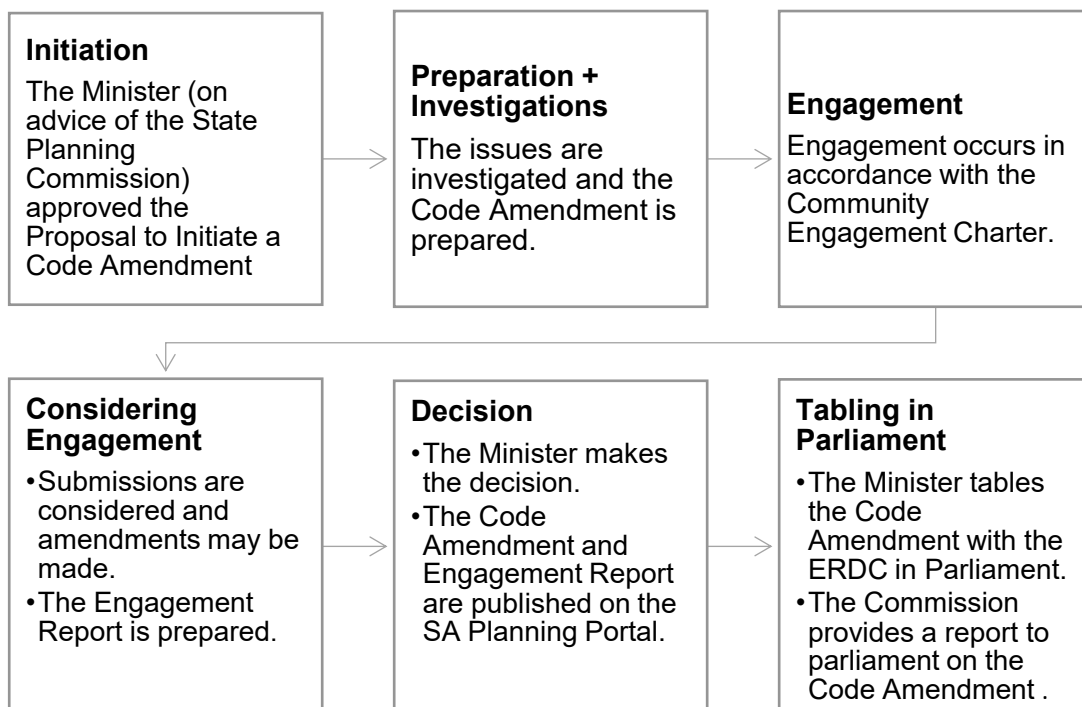 Initiation
The Minister (on
advice of the State
Planning
Commission)
approved the
Proposal to Initiate a
Code Amendment
Preparation +
Investigations
The issues are
investigated and the
Code Amendment is
prepared.
Engagement
Engagement occurs in
accordance with the
Community
Engagement Charter.
Considering
Engagement
•Submissions are
considered and
amendments may be
made.
•The Engagement
Report is prepared.
Decision
•The Minister makes
the decision.
•The Code
Amendment and
Engagement Report
are published on the
SA Planning Portal.
Tabling in
Parliament
•The Minister tables
the Code
Amendment with the
ERDC in Parliament.
•The Commission
provides a report to
parliament on the
Code Amendment .